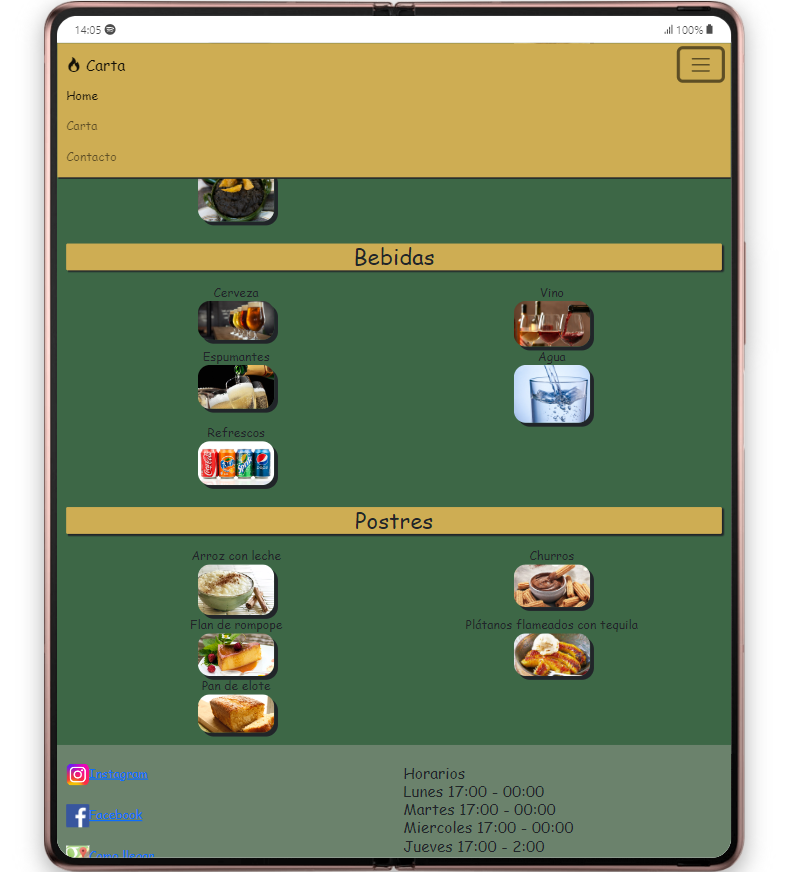 14:05
100%
Carta
Home
Carta
Contacto
Bebidas
Cerveza
Vino
Espumantes
Agua
Refrescos
Postres
Arroz con leche
Churros
Flan de rompope
Plátanos flameados con tequila
Pan de elote
Instagram
Facebook
Como llegar
Horarios
Lunes 17:00 - 00:00
Martes 17:00 - 00:00
Miercoles 17:00 - 00:00
Jueves 17:00 - 2:00